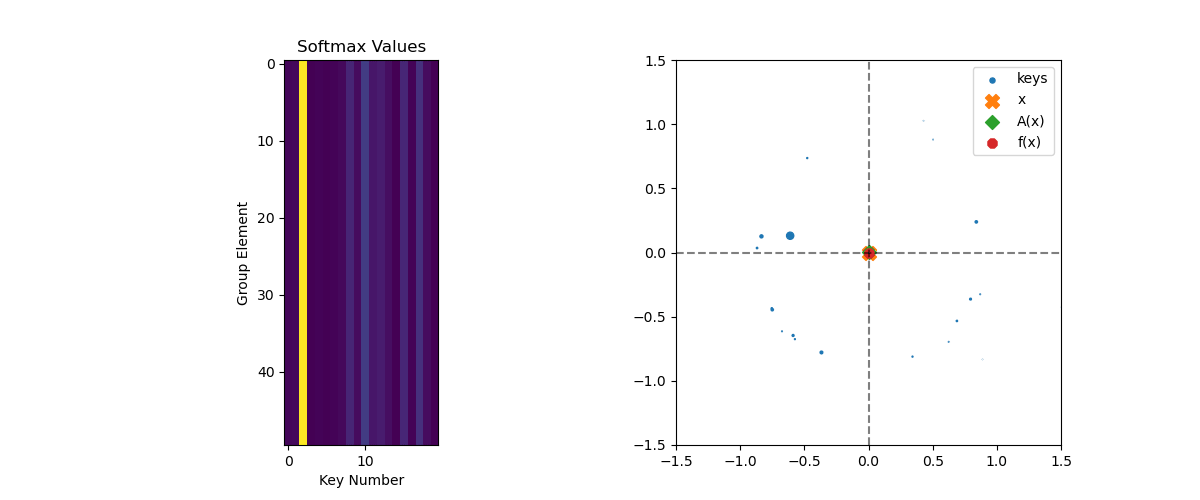 Softmax Values
0
10
20
30
40
Group Element
0 10
Key Number
1.5
1.0
0.5
0.0
−0.5
−1.0
−1.5
−1.5 −1.0 −0.5 0.0 0.5 1.0 1.5
keys
x
A(x)
f(x)